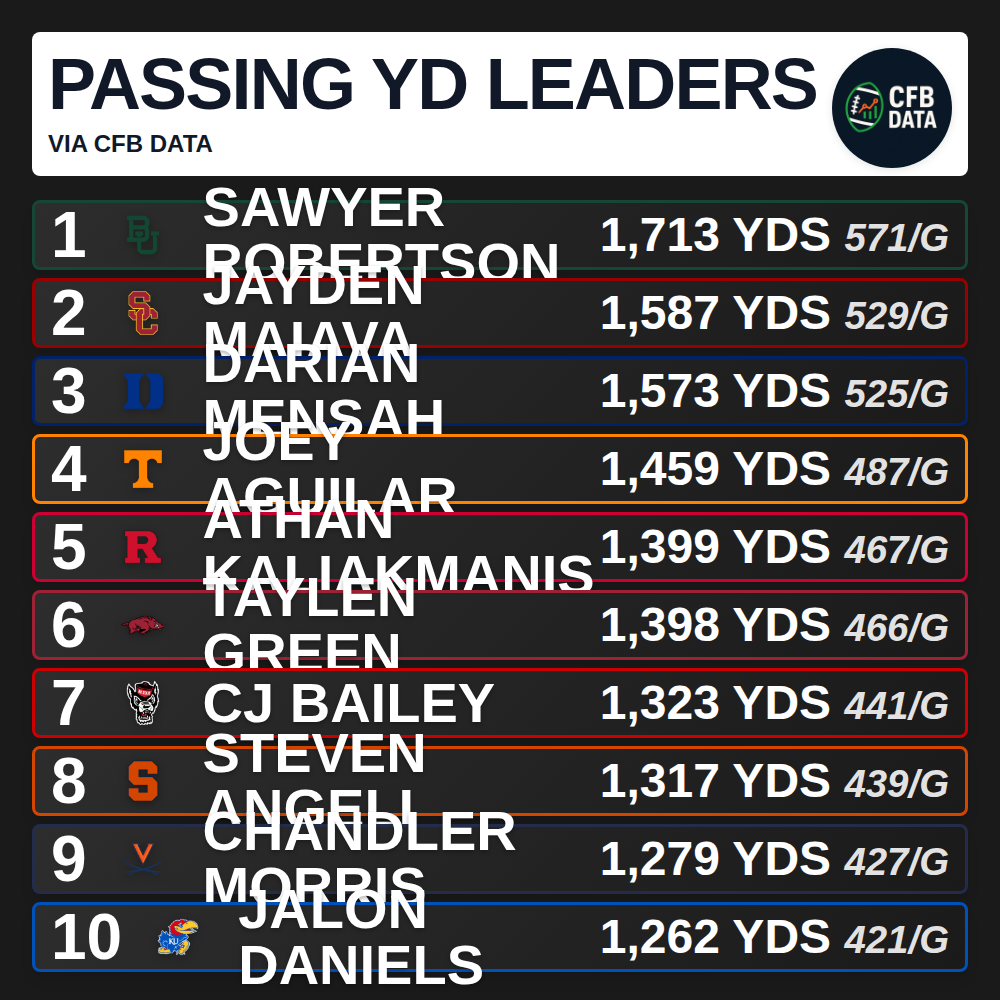 PASSING YD LEADERS
VIA CFB DATA
CFB
DATA
1 SAWYER
ROBERTSON 1,713 YDS 571/G
2 JAYDEN
MAIAVA 1,587 YDS 529/G
3 DARIAN
MENSAH 1,573 YDS 525/G
4 JOEY
AGUILAR 1,459 YDS 487/G
5 ATHAN
KALIAKMANIS 1,399 YDS 467/G
6 TAYLEN
GREEN 1,398 YDS 466/G
7 CJ BAILEY 1,323 YDS 441/G
8 STEVEN
ANGELI 1,317 YDS 439/G
9 CHANDLER
MORRIS 1,279 YDS 427/G
10 KU JALON
DANIELS 1,262 YDS 421/G